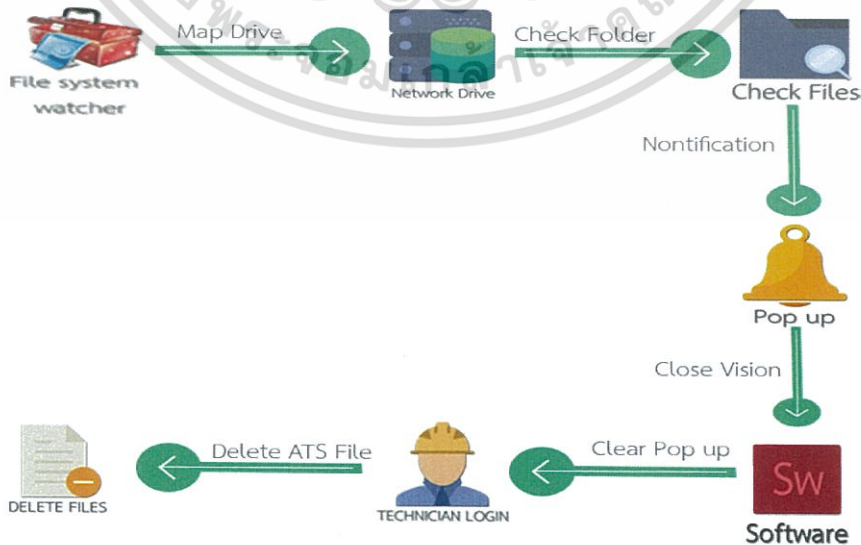 Map Drive
Check Folder
File system
watcher
Network Drive
Check Files
Nontification
Pop up
Close Vision
Clear Pop up
Delete ATS File
DELETE FILES
TECHNICIAN LOGIN
Sw
Software